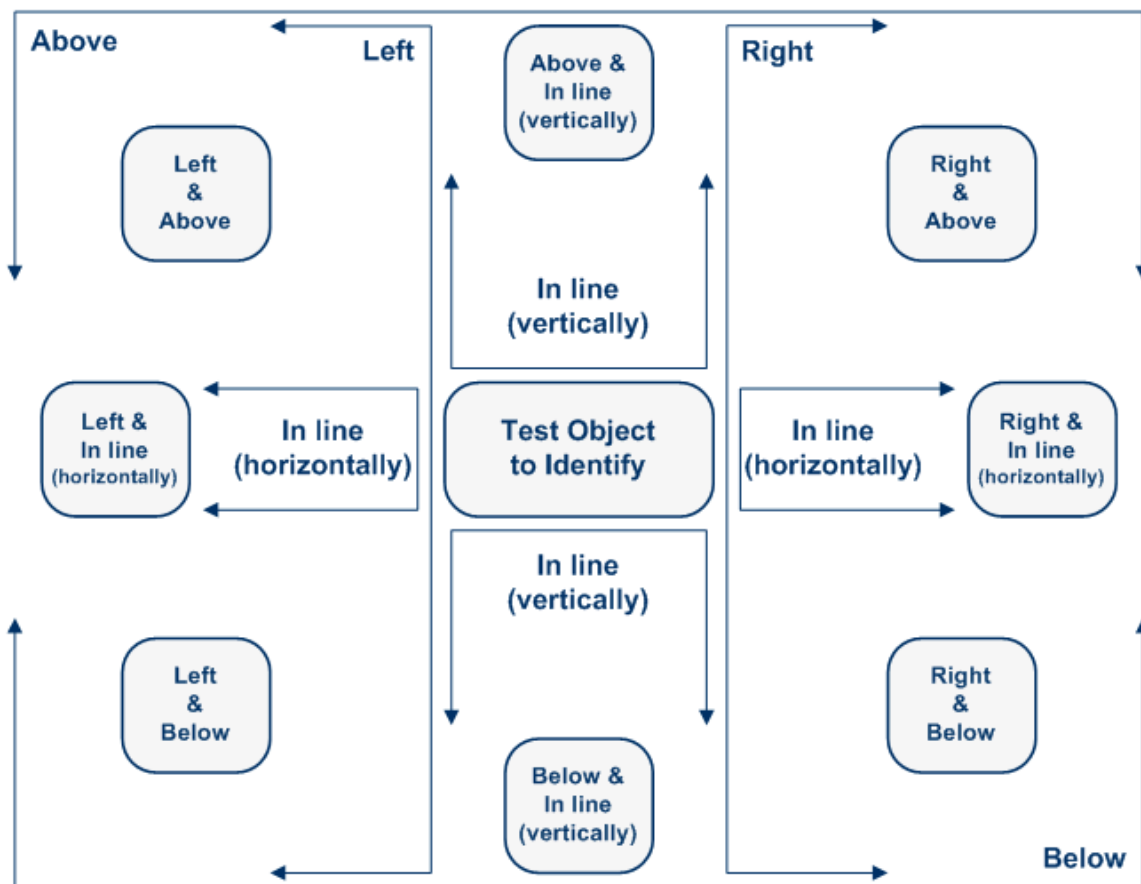 Above
Left
Right
Above &
In line
(vertically)
Left
&
Above
Right
&
Above
In line
(vertically)
Left &
In line
(horizontally)
In line
(horizontally)
Test Object
to Identify
In line
(horizontally)
Right &
In line
(horizontally)
In line
(vertically)
Left
&
Below
Right
&
Below
Below &
In line
(vertically)
Below